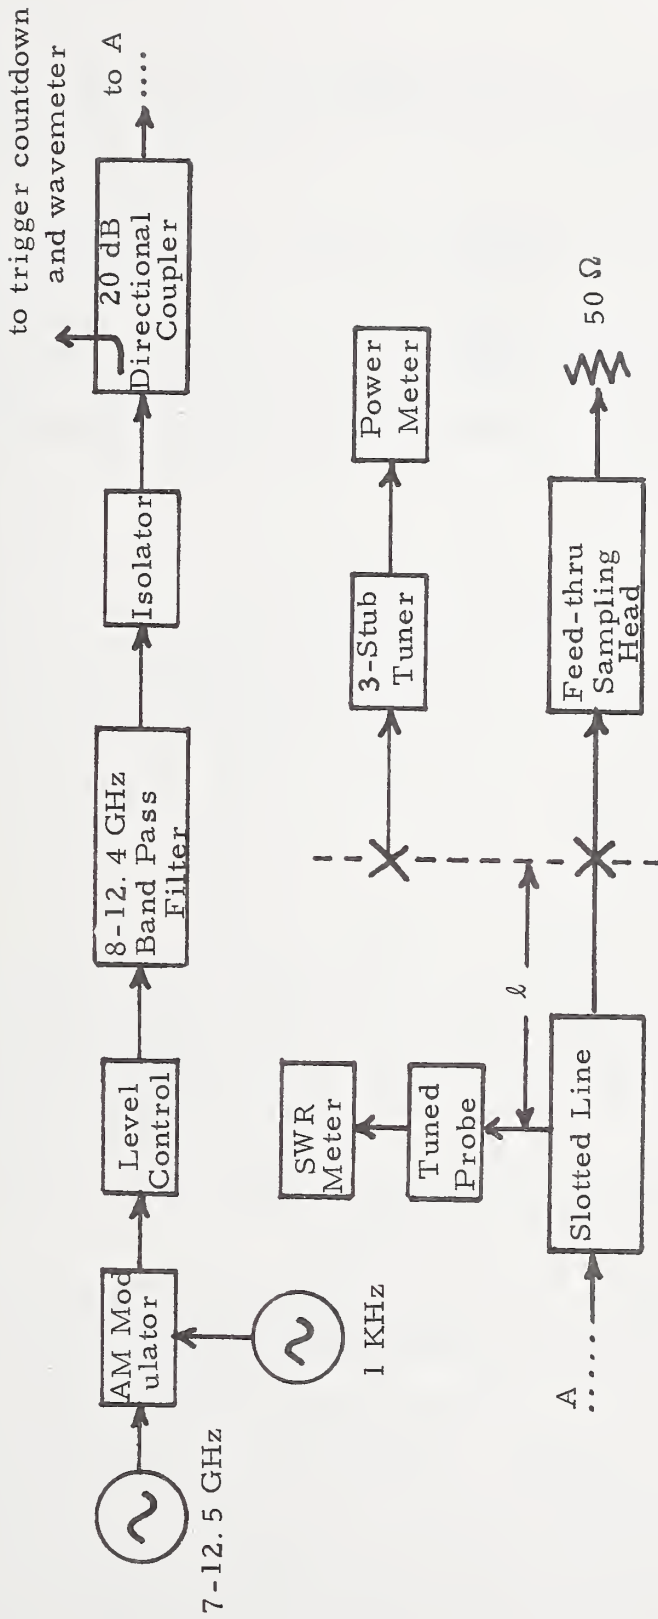 to trigger countdown
and wavemeter
7-12.5 GHz
AM Mod
ulator
1 KHz
Level
Control
8-12.4 GHz
Band Pass
Filter
Isolator
20 dB
Directional
Coupler
to A
....
A
.....
Slotted Line
Tuned
Probe
SWR
Meter
ℓ
3-Stub
Tuner
Power
Meter
Feed-thru
Sampling
Head
50 Ω